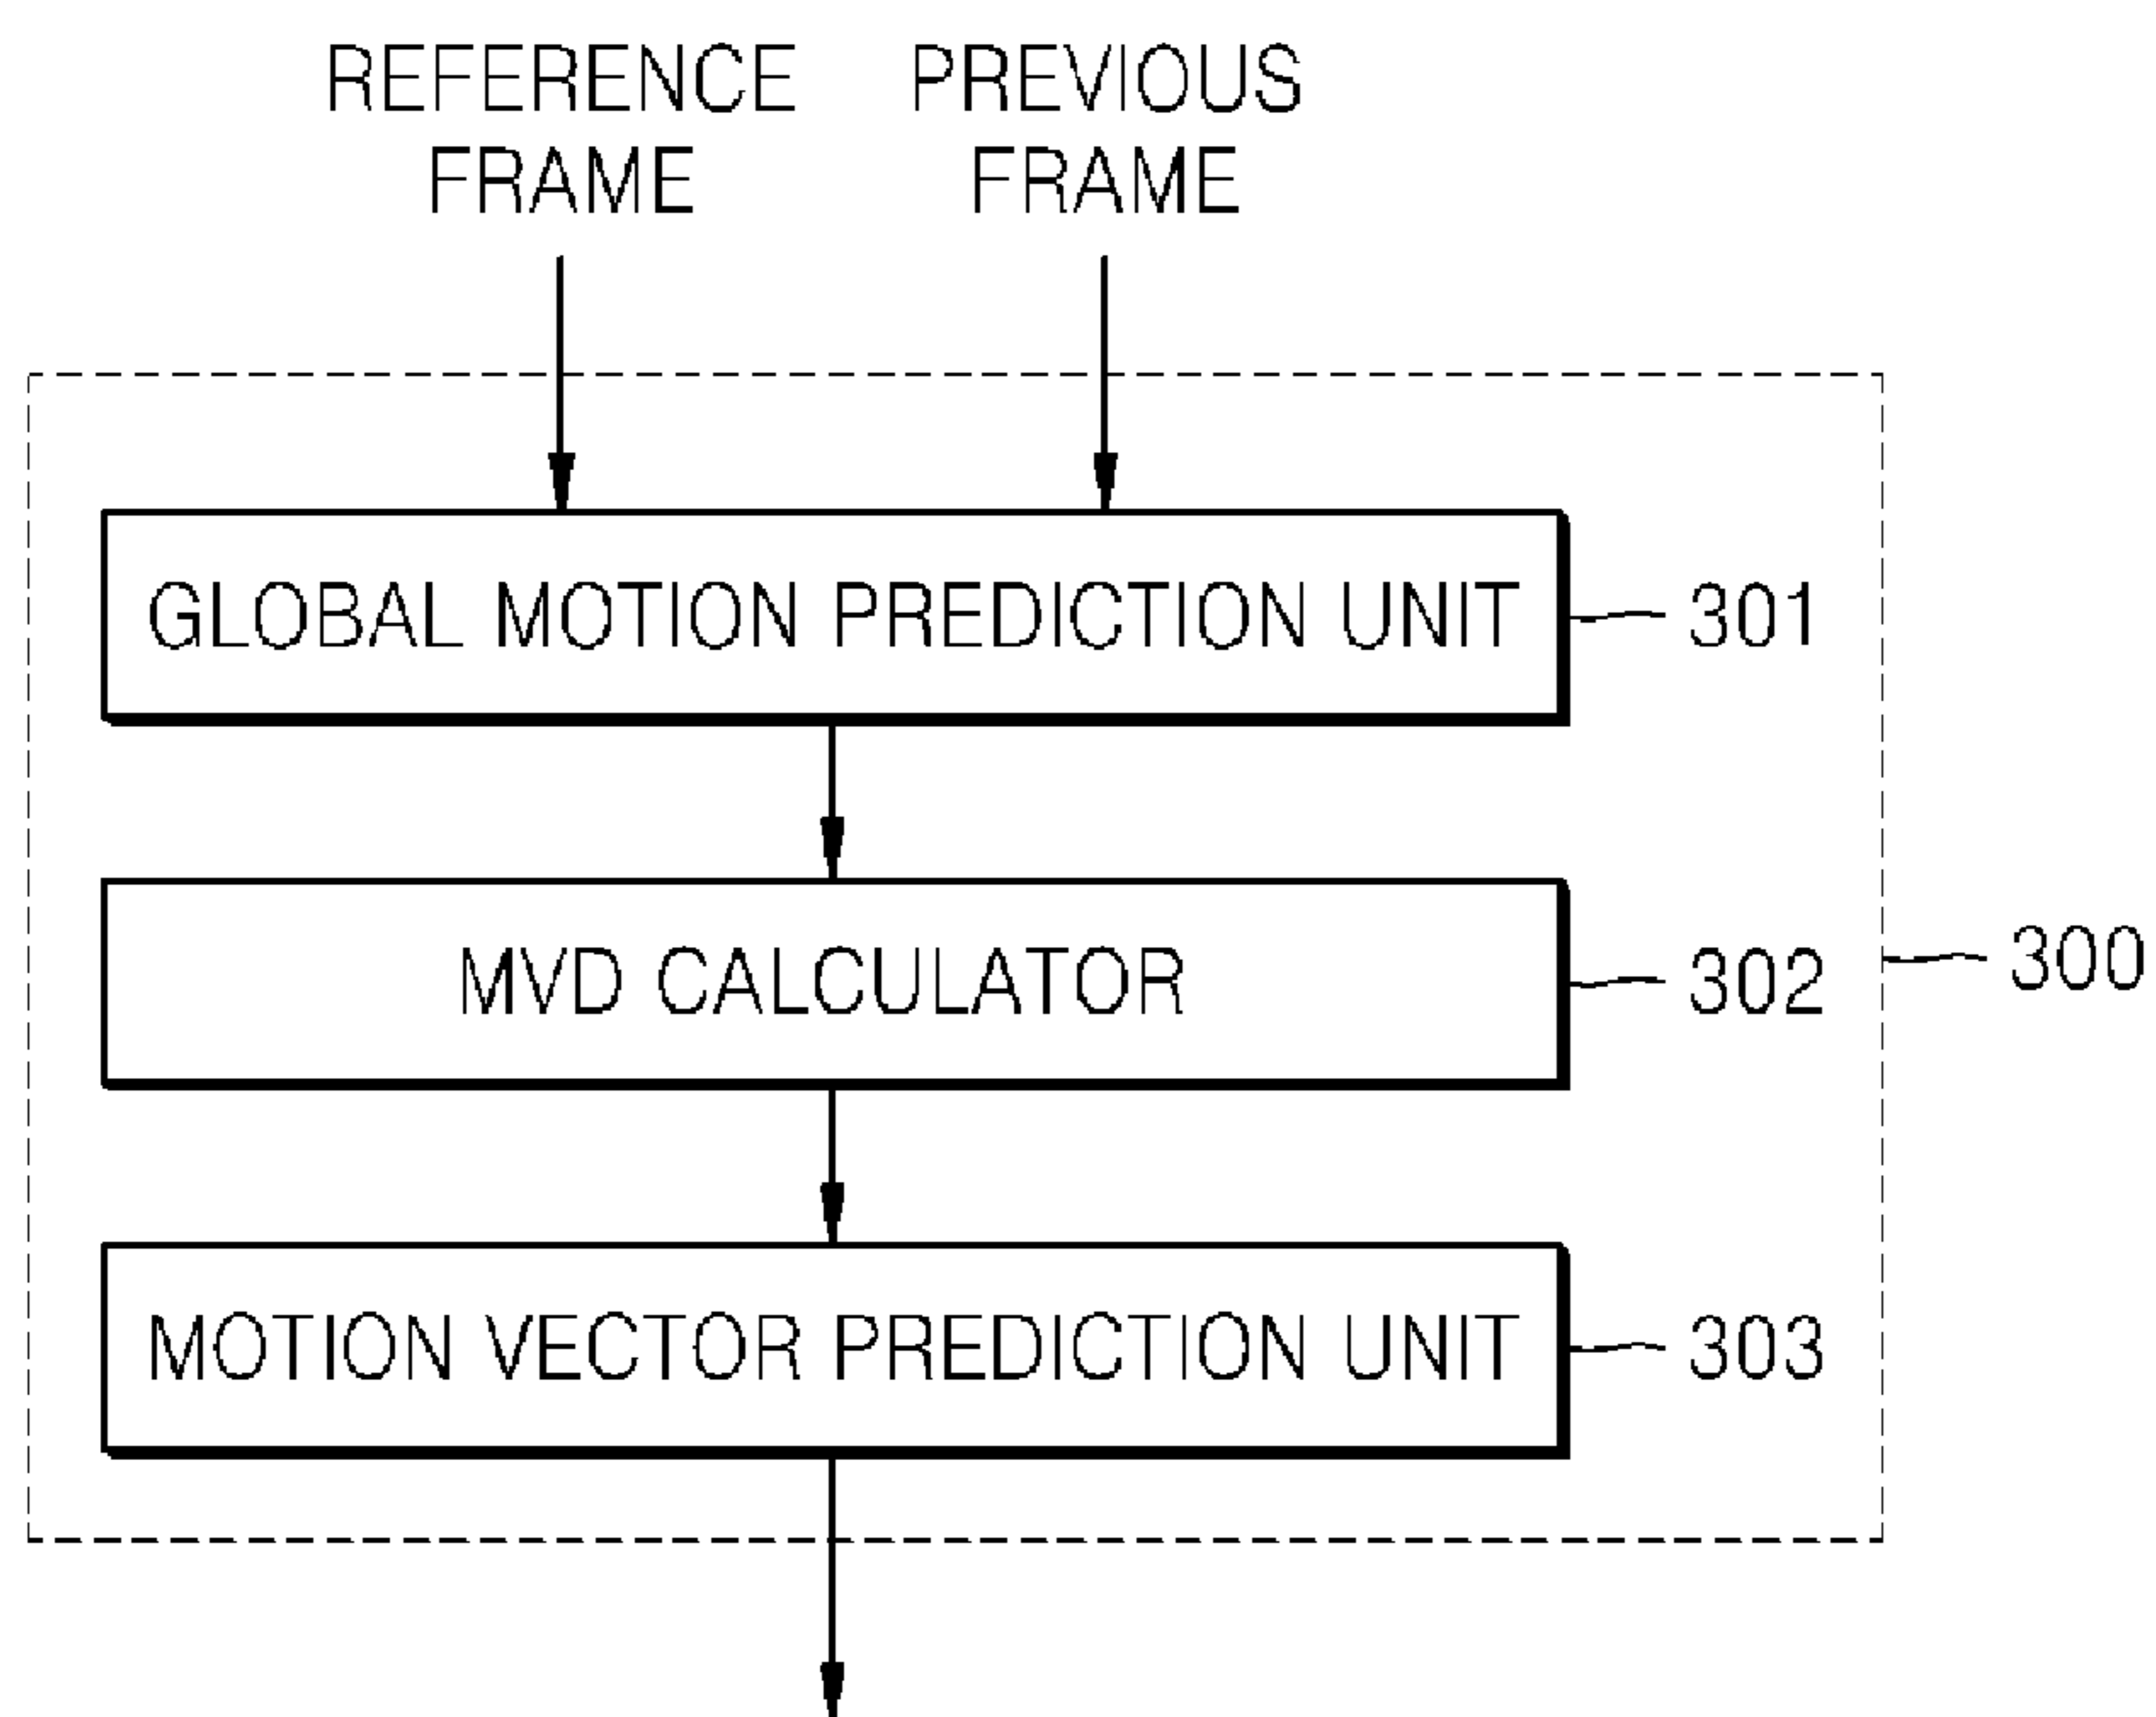 REFERENCE
FRAME
PREVIOUS
FRAME
GLOBAL MOTION PREDICTION UNIT
301
MVD CALCULATOR
302
300
MOTION VECTOR PREDICTION UNIT
303